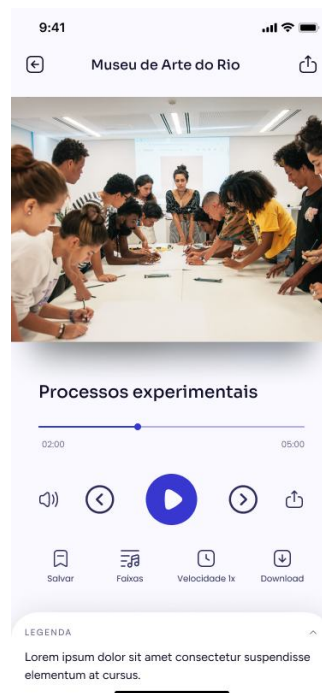 9:41
Museu de Arte do Rio
Processos experimentais
02:00 05:00
Salvar Faixas Velocidade 1x Download
LEGENDA
Lorem ipsum dolor sit amet consectetur suspendisse
elementum at cursus.